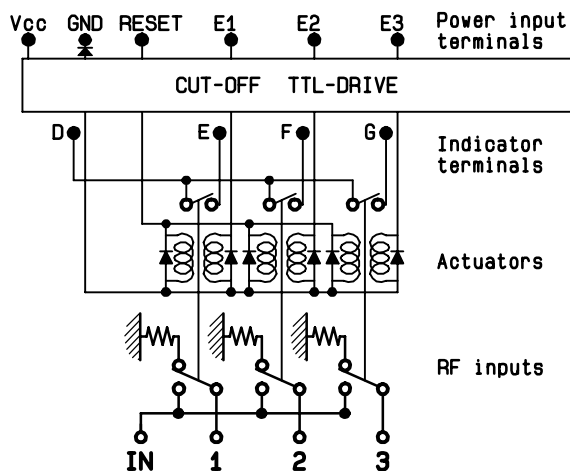 Vcc GND RESET E1 E2 E3 Power input
terminals
CUT-OFF TTL-DRIVE
D E F G Indicator
terminals
Actuators
RF inputs
IN 1 2 3